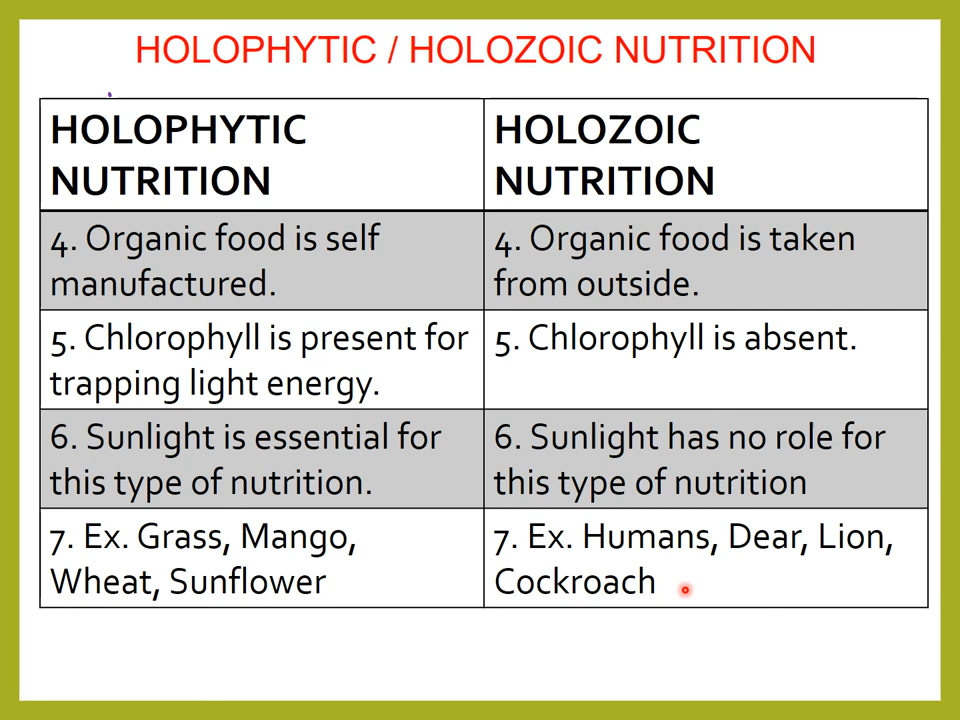 HOLOPHYTIC / HOLOZOIC NUTRITION
HOLOPHYTIC
NUTRITION
HOLOZOIC
NUTRITION
4. Organic food is self
manufactured.
4. Organic food is taken
from outside.
5. Chlorophyll is present for
trapping light energy.
5. Chlorophyll is absent.
6. Sunlight is essential for
this type of nutrition.
6. Sunlight has no role for
this type of nutrition
7. Ex. Grass, Mango,
Wheat, Sunflower
7. Ex. Humans, Dear, Lion,
Cockroach